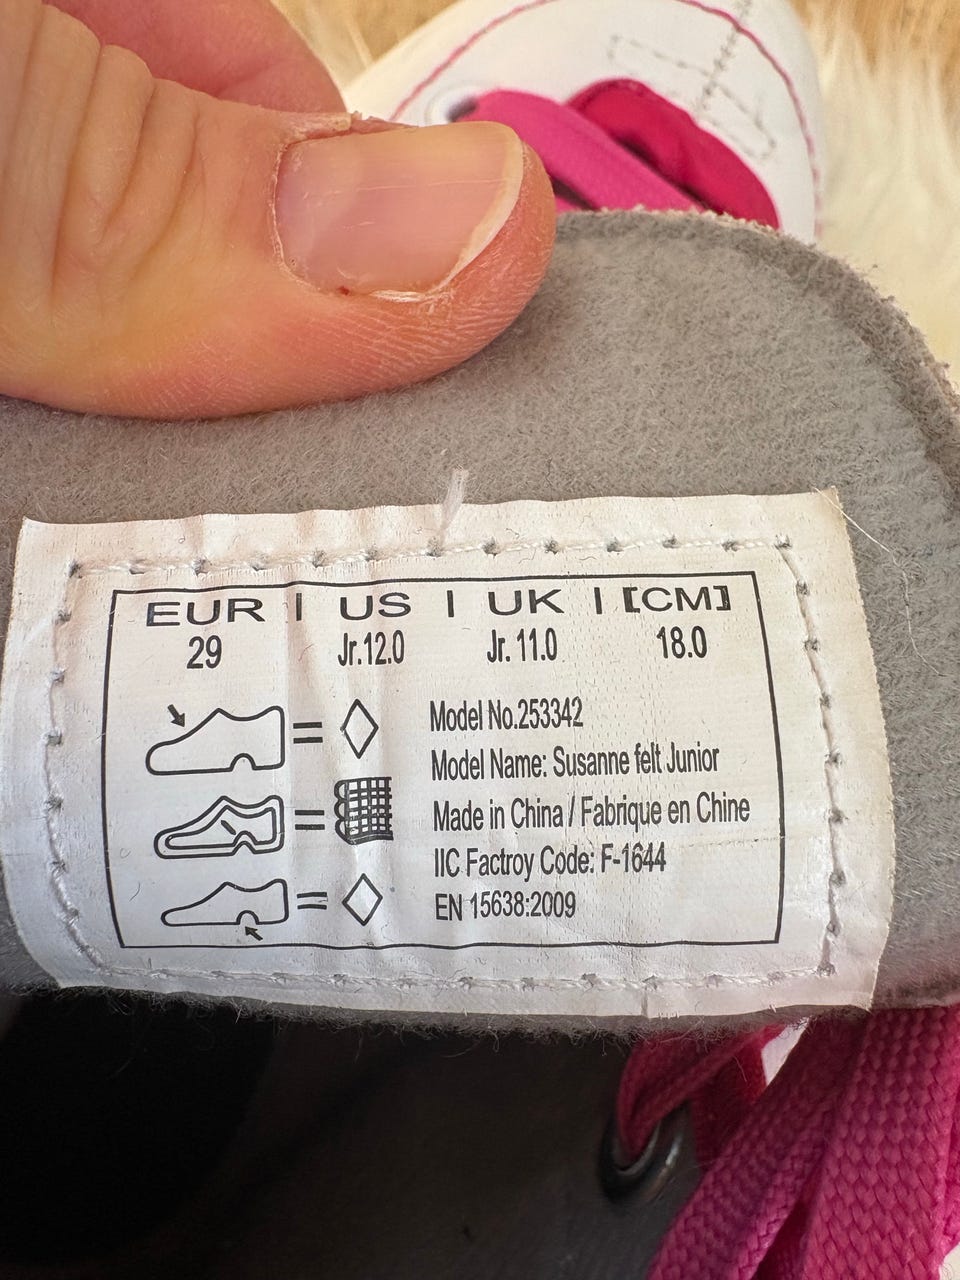 EUR | US | UK | [CM]
29 Jr.12.0 Jr. 11.0 18.0
Model No.253342
Model Name: Susanne felt Junior
Made in China / Fabrique en Chine
IIC Factroy Code: F-1644
EN 15638:2009